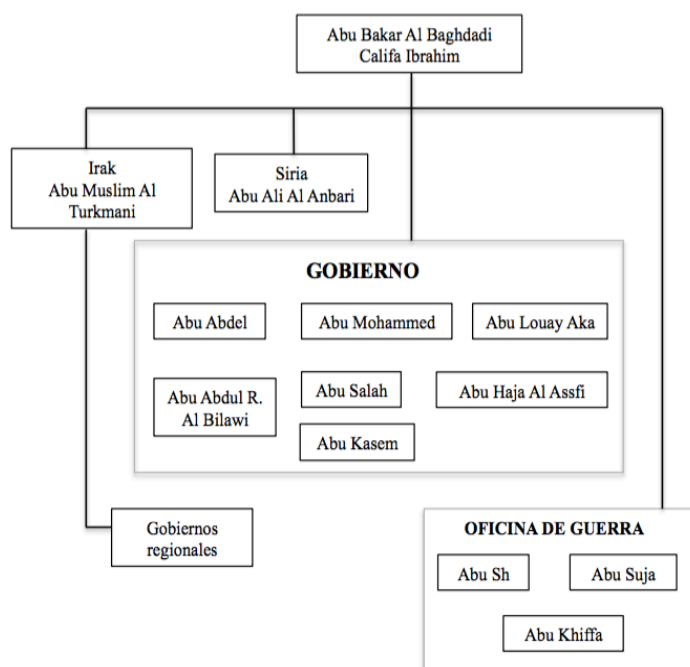 Abu Bakar Al Baghdadi
Califa Ibrahim
Irak
Abu Muslim Al
Turkmani
Siria
Abu Ali Al Anbari
GOBIERNO
Abu Abdel
Abu Mohammed
Abu Louay Aka
Abu Abdul R.
Al Bilawi
Abu Salah
Abu Haja Al Assfi
Abu Kasem
Gobiernos
regionales
OFICINA DE GUERRA
Abu Sh
Abu Suja
Abu Khiffa